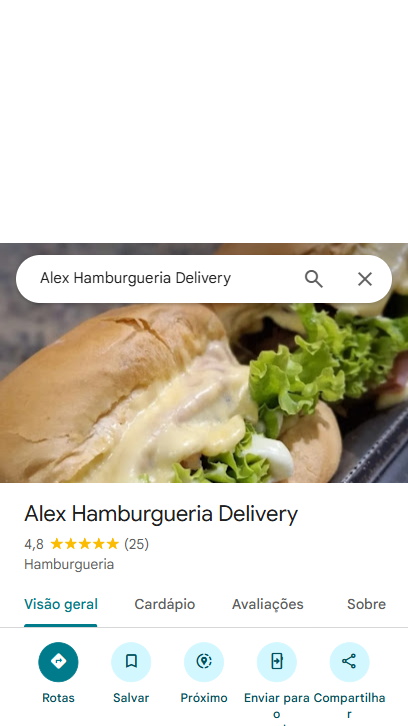 Alex Hamburgueria Delivery
Alex Hamburgueria Delivery
4,8 ★★★★★ (25)
Hamburgueria
Visão geral Cardápio Avaliações Sobre
Rotas Salvar Próximo Enviar para Compartilha
o r